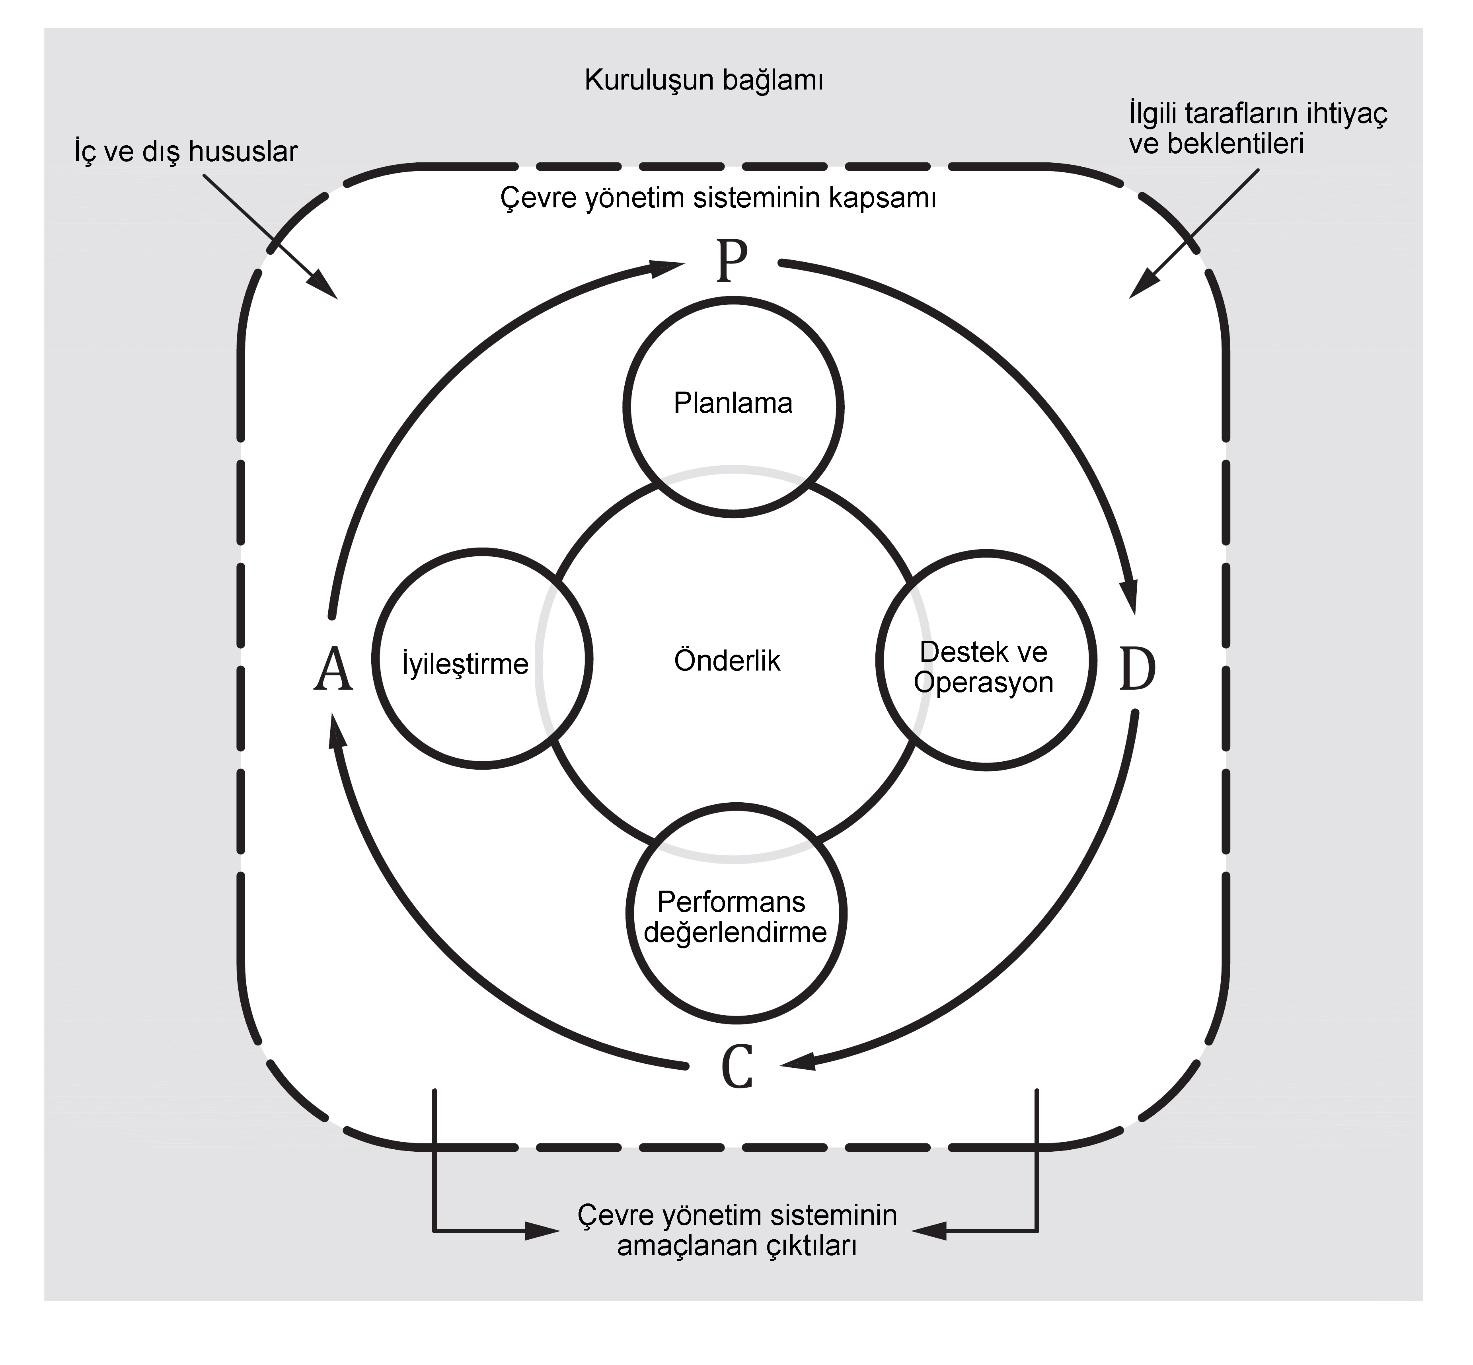 Kuruluşun bağlamı
İç ve dış hususlar
İlgili tarafların ihtiyaç
ve beklentileri
Çevre yönetim sisteminin kapsamı
P
Planlama
A
İyileştirme
Önderlik
Destek ve
Operasyon
D
Performans
değerlendirme
C
Çevre yönetim sisteminin
amaçlanan çıktıları